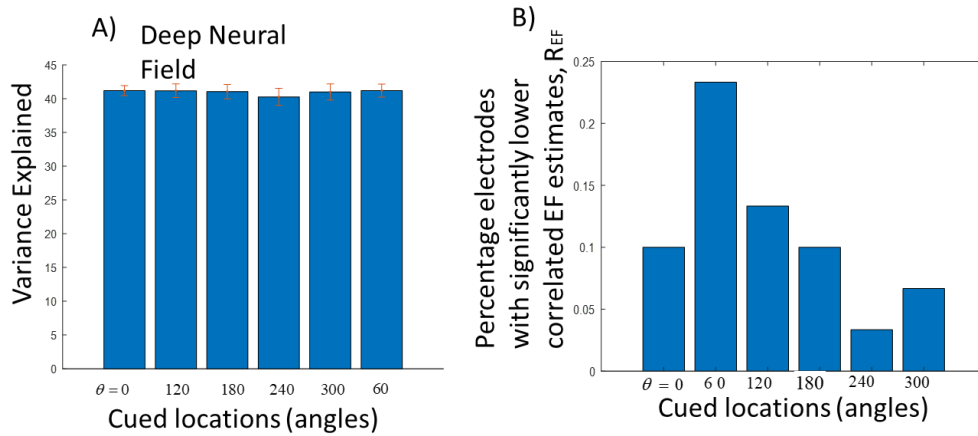 A)
Deep Neural
Field
Variance Explained
45
40
35
30
25
20
15
10
5
0
θ = 0 120 180 240 300 60
Cued locations (angles)
B)
Percentage electrodes
with significantly lower
correlated EF estimates, REF
0.25
0.2
0.15
0.1
0.05
0
θ = 0 6 0 120 180 240 300
Cued locations (angles)